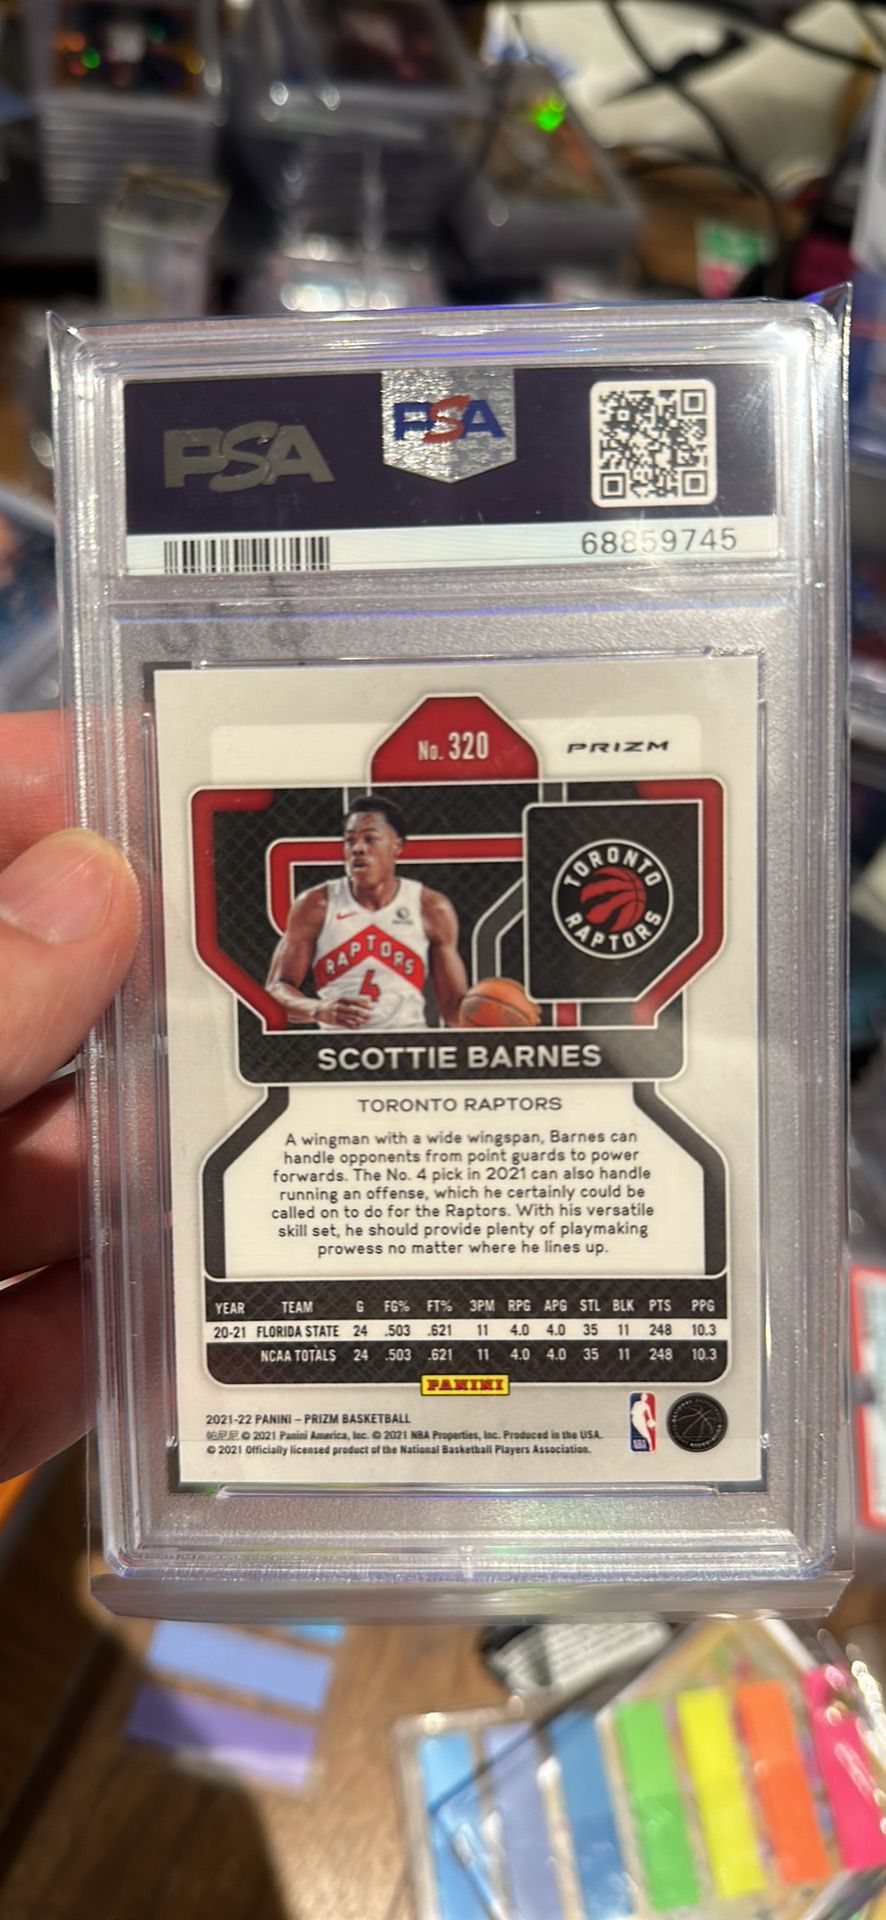 PSA
PSA
68859745
No. 320
PRIZM
TORONTO
RAPTORS
RAPTORS
4
SCOTTIE BARNES
TORONTO RAPTORS
A wingman with a wide wingspan, Barnes can
handle opponents from point guards to power
forwards. The No. 4 pick in 2021 can also handle
running an offense, which he certainly could be
called on to do for the Raptors. With his versatile
skill set, he should provide plenty of playmaking
prowess no matter where he lines up.
YEAR TEAM G FG% FT% 3PM RPG APG STL BLK PTS PPG
20-21 FLORIDA STATE 24 .503 .621 11 4.0 4.0 35 11 248 10.3
NCAA TOTALS 24 .503 .621 11 4.0 4.0 35 11 248 10.3
PANINI
2021-22 PANINI – PRIZM BASKETBALL
帕尼尼 © 2021 Panini America, Inc. © 2021 NBA Properties, Inc. Produced in the USA.
© 2021 Officially licensed product of the National Basketball Players Association.
NBA